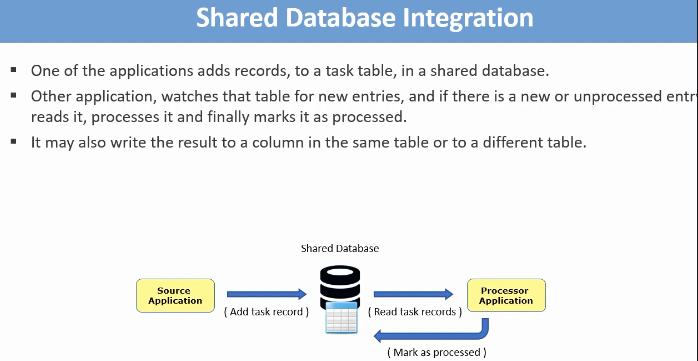 Shared Database Integration
▪ One of the applications adds records, to a task table, in a shared database.
▪ Other application, watches that table for new entries, and if there is a new or unprocessed entr
reads it, processes it and finally marks it as processed.
▪ It may also write the result to a column in the same table or to a different table.
Shared Database
Source
Application
( Add task record )
( Read task records )
Processor
Application
( Mark as processed )